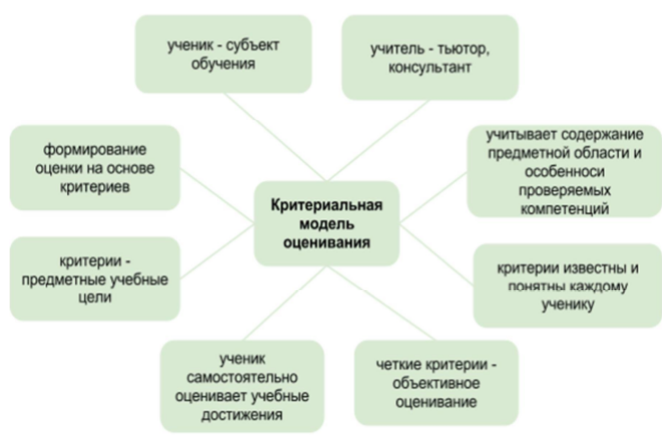 ученик - субъект
обучения
учитель - тьютор,
консультант
формирование
оценки на основе
критериев
учитывает содержание
предметной области и
особенноси
проверяемых
компетенций
Критериальная
модель
оценивания
критерии -
предметные учебные
цели
критерии известны и
понятны каждому
ученику
ученик
самостоятельно
оценивает учебные
достижения
четкие критерии -
объективное
оценивание